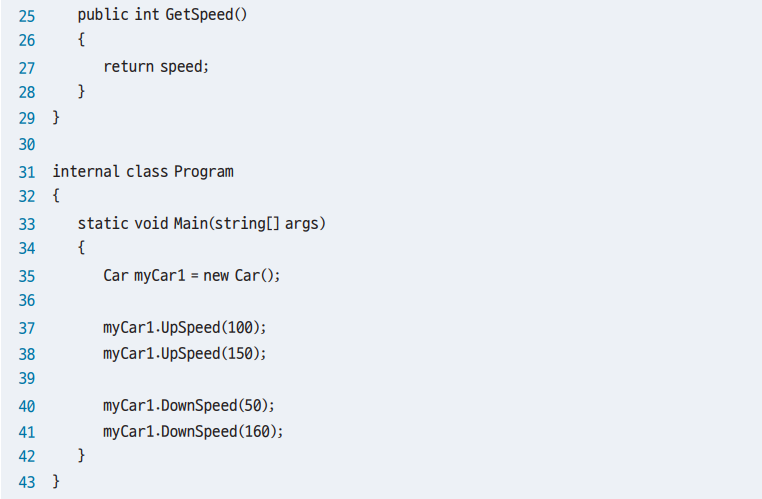 25 public int GetSpeed()
26 {
27 return speed;
28 }
29 }
30
31 internal class Program
32 {
33 static void Main(string[] args)
34 {
35 Car myCar1 = new Car();
36
37 myCar1.UpSpeed(100);
38 myCar1.UpSpeed(150);
39
40 myCar1.DownSpeed(50);
41 myCar1.DownSpeed(160);
42 }
43 }